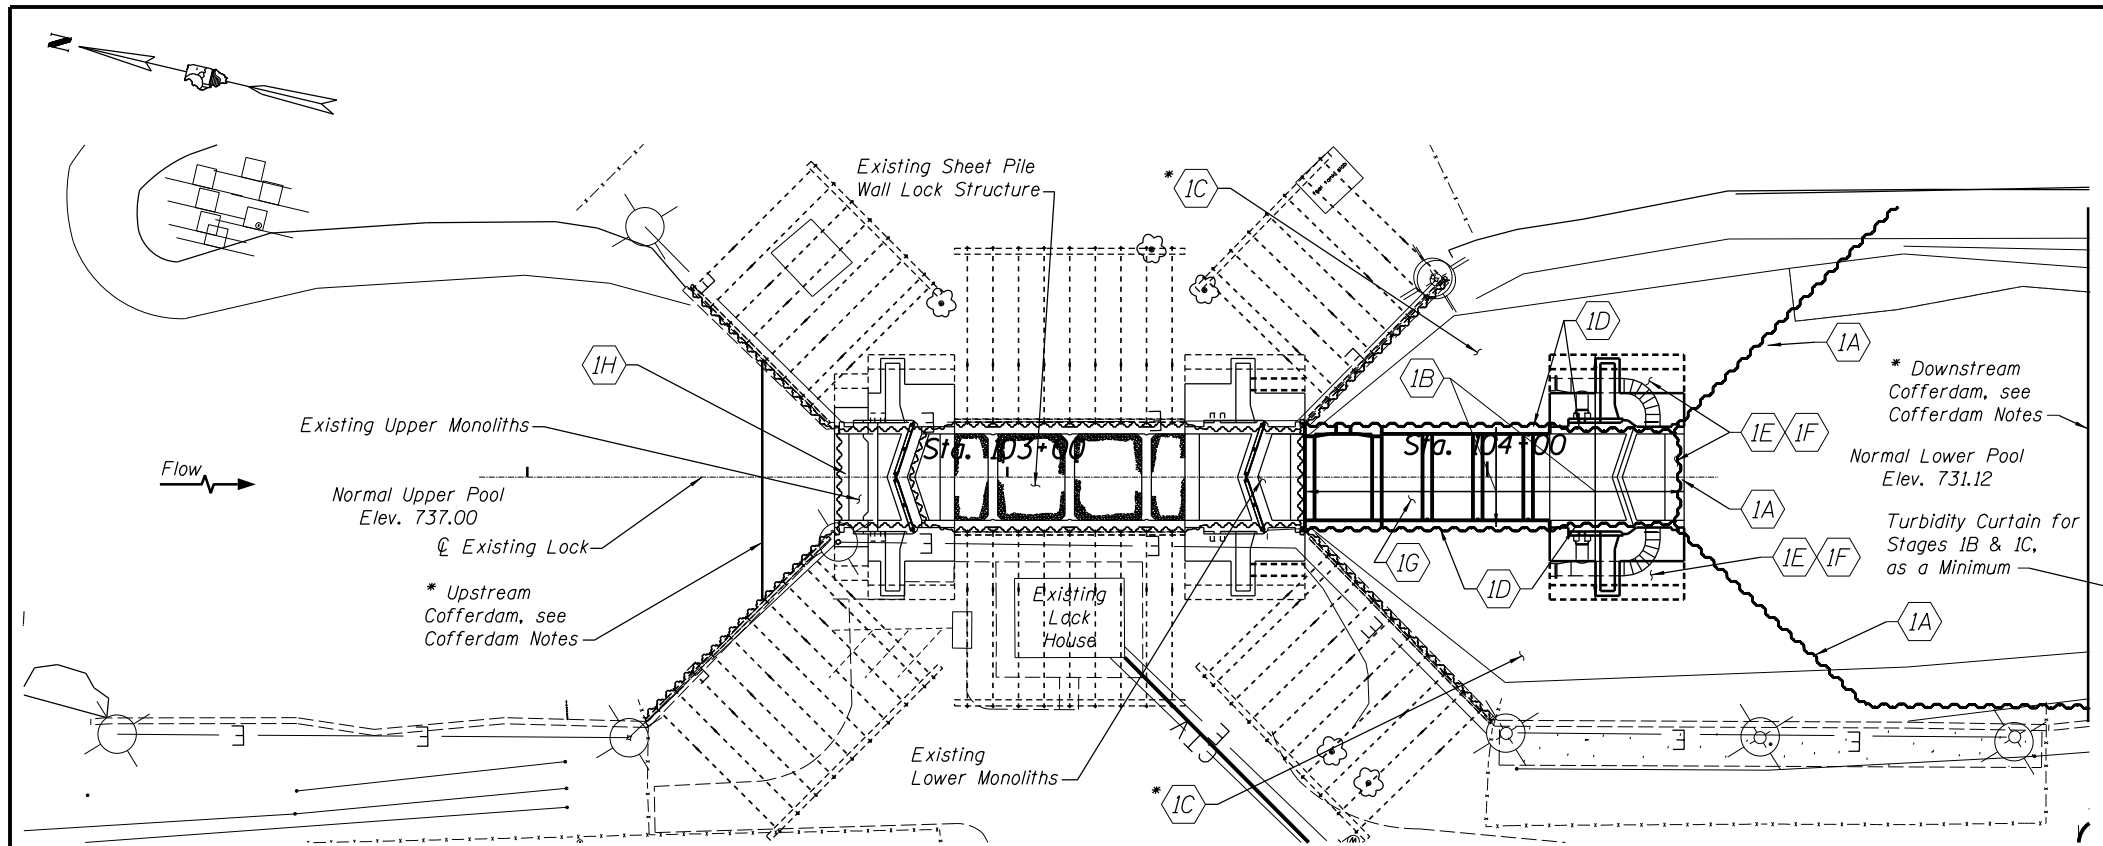 N
Existing Sheet Pile
Wall Lock Structure
* 1C
1D
1A
1H
1B
* Downstream
Cofferdam, see
Cofferdam Notes
Existing Upper Monoliths
1E 1F
Sta. 103+00
Sta. 104+00
Flow
Normal Lower Pool
Elev. 731.12
Normal Upper Pool
Elev. 737.00
1A
Turbidity Curtain for
Stages 1B & 1C,
as a Minimum
℄ Existing Lock
1E 1F
1G
1D
* Upstream
Cofferdam, see
Cofferdam Notes
Existing
Lock
House
1A
Existing
Lower Monoliths
* 1C
E
E
E
E
E
E
E
E
E